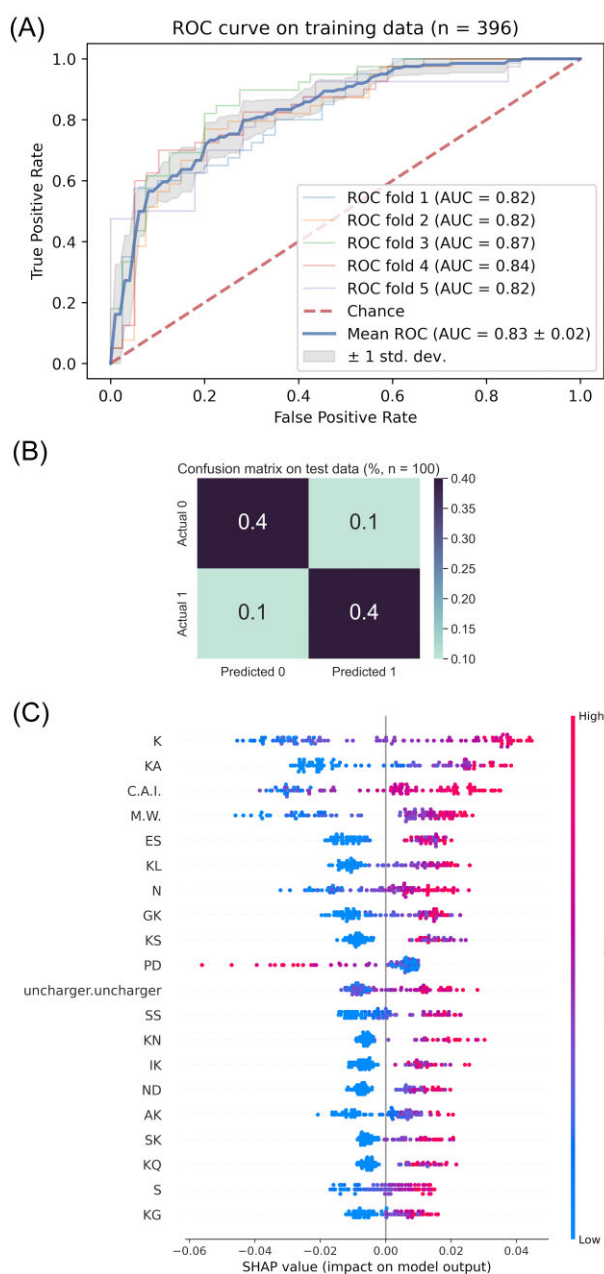 (A)
ROC curve on training data (n = 396)
True Positive Rate
1.0
0.8
0.6
0.4
0.2
0.0
ROC fold 1 (AUC = 0.82)
ROC fold 2 (AUC = 0.82)
ROC fold 3 (AUC = 0.87)
ROC fold 4 (AUC = 0.84)
ROC fold 5 (AUC = 0.82)
Chance
Mean ROC (AUC = 0.83 ± 0.02)
± 1 std. dev.
0.0 0.2 0.4 0.6 0.8 1.0
False Positive Rate
(B)
Confusion matrix on test data (%, n = 100)
Actual 0
Actual 1
0.4 0.1
0.1 0.4
Predicted 0 Predicted 1
0.40
0.35
0.30
0.25
0.20
0.15
0.10
(C)
High
K
KA
C.A.I.
M.W.
ES
KL
N
GK
KS
PD
uncharger.uncharger
SS
KN
IK
ND
AK
SK
KQ
S
KG
Low
−0.06 −0.04 −0.02 0.00 0.02 0.04
SHAP value (impact on model output)